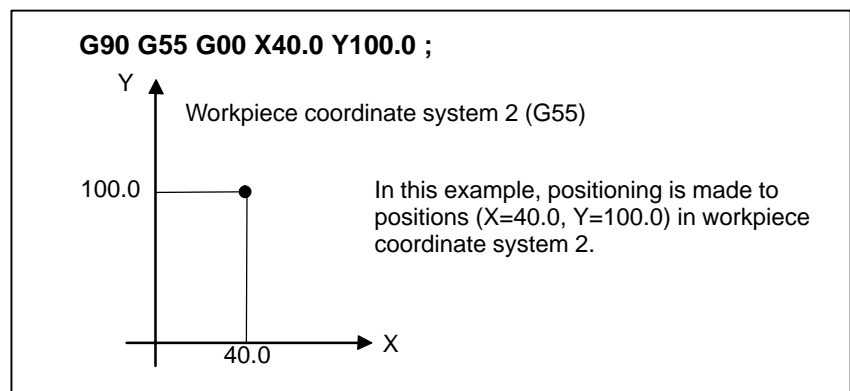 G90 G55 G00 X40.0 Y100.0 ;
Y
Workpiece coordinate system 2 (G55)
100.0
In this example, positioning is made to
positions (X=40.0, Y=100.0) in workpiece
coordinate system 2.
X
40.0